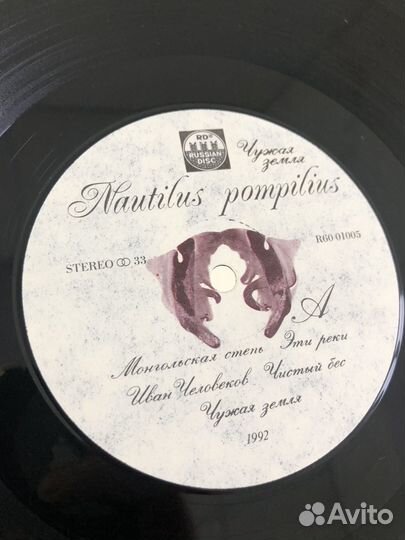 RD®
RUSSIAN
DISC
Чужая
земля
Nautilus pompilius
STEREO 33
R60 01005
A
Монгольская степь Эти реки
Иван Человеков Чистый бес
Чужая земля
1992
Avito